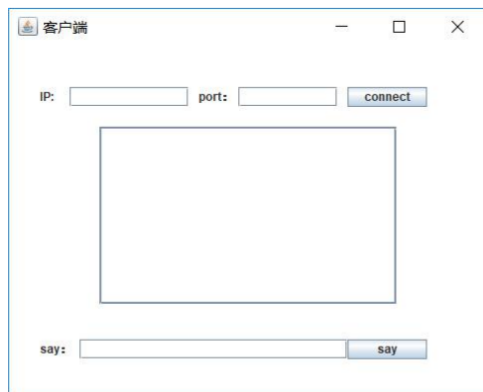 客户端
IP: port： connect
say： say